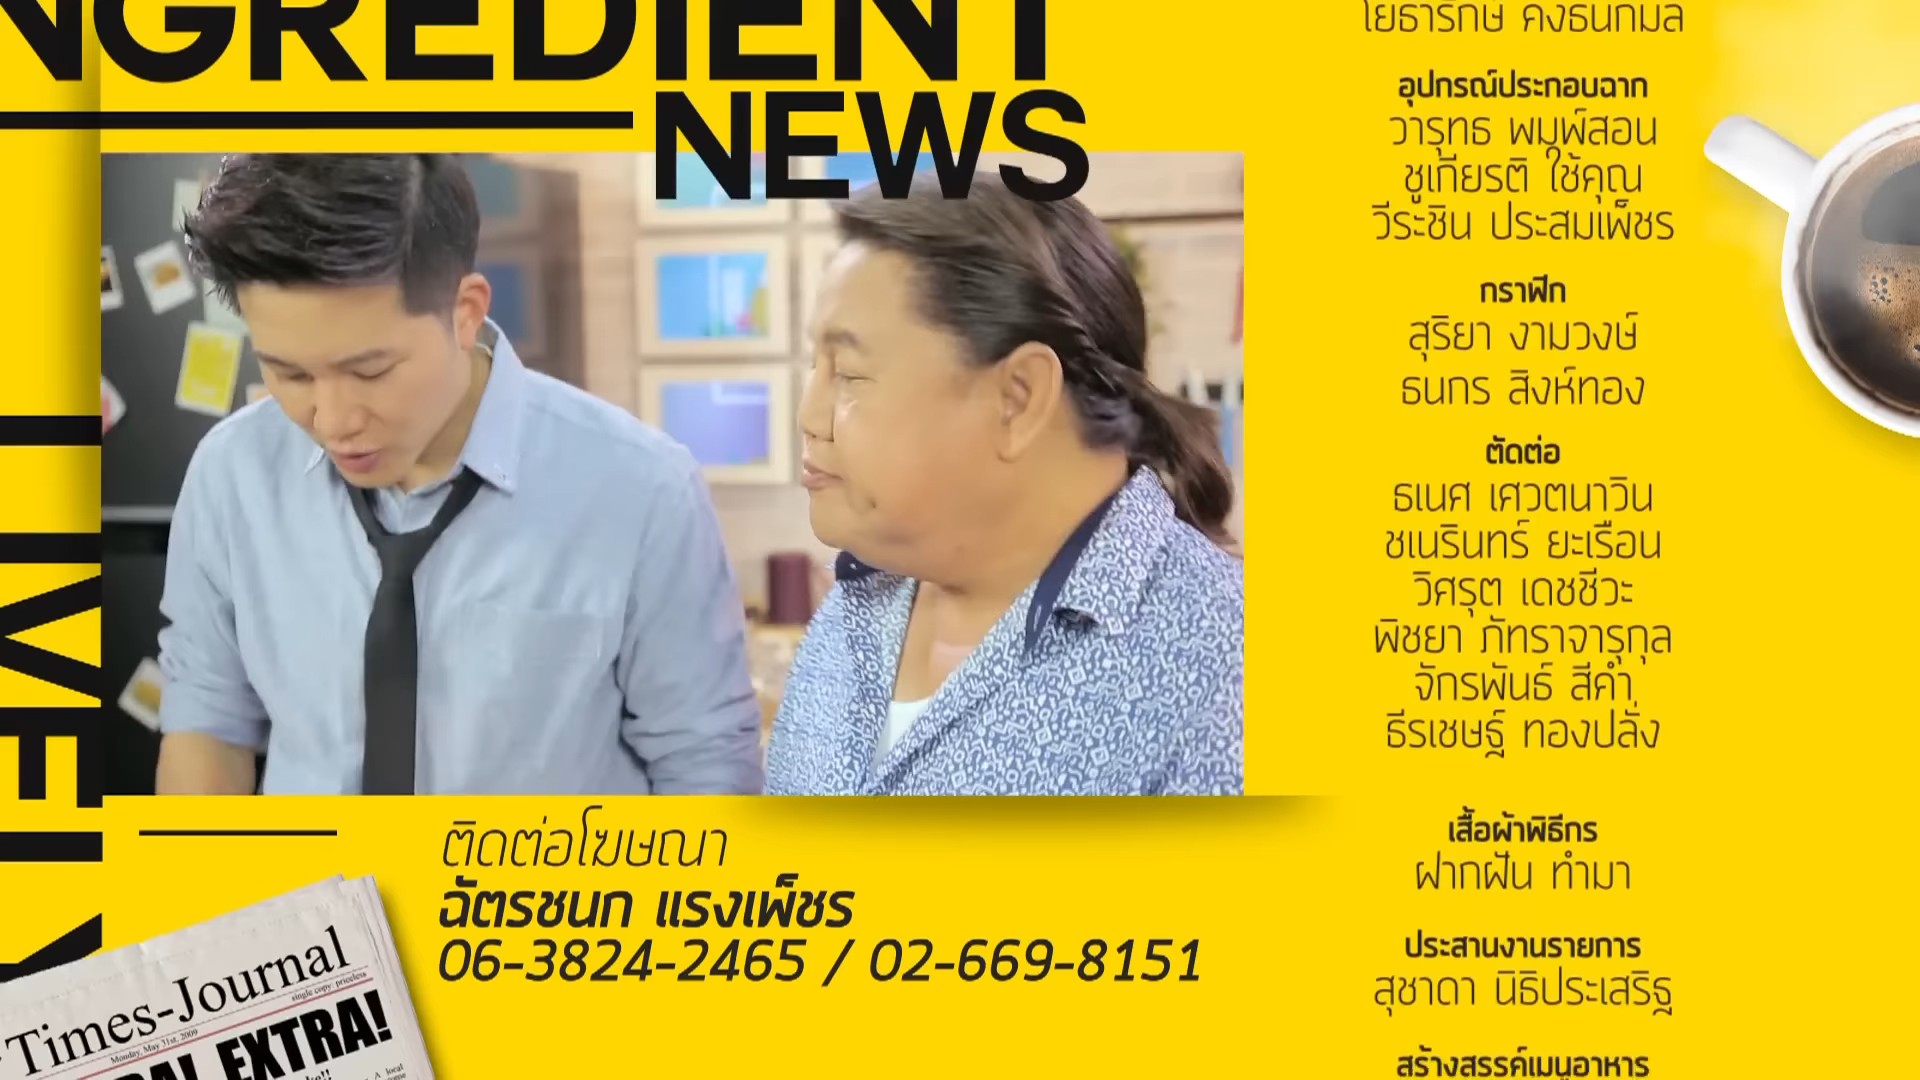 INGREDIENT
NEWS
ติดต่อโฆษณา
ฉัตรชนก แรงเพ็ชร
06-3824-2465 / 02-669-8151
Times-Journal
single copy: priceless
Monday, May 31st, 2009
EXTRA!
A local
โยธารักษ์ คงธนกมล
อุปกรณ์ประกอบฉาก
วารุทธ พมพ์สอน
ชูเกียรติ ใช้คุณ
วีระชิน ประสมเพ็ชร
กราฟิก
สุริยา งามวงษ์
ธนกร สิงห์ทอง
ตัดต่อ
ธเนศ เศวตนาวิน
ชเนรินทร์ ยะเรือน
วิศรุต เดชชีวะ
พิชยา ภัทราจารุกุล
จักรพันธ์ สีคำ
ธีรเชษฐ์ ทองปลั่ง
เสื้อผ้าพิธีกร
ฝากฝัน ทำมา
ประสานงานรายการ
สุชาดา นิธิประเสริฐ
สร้างสรรค์เมนูอาหาร